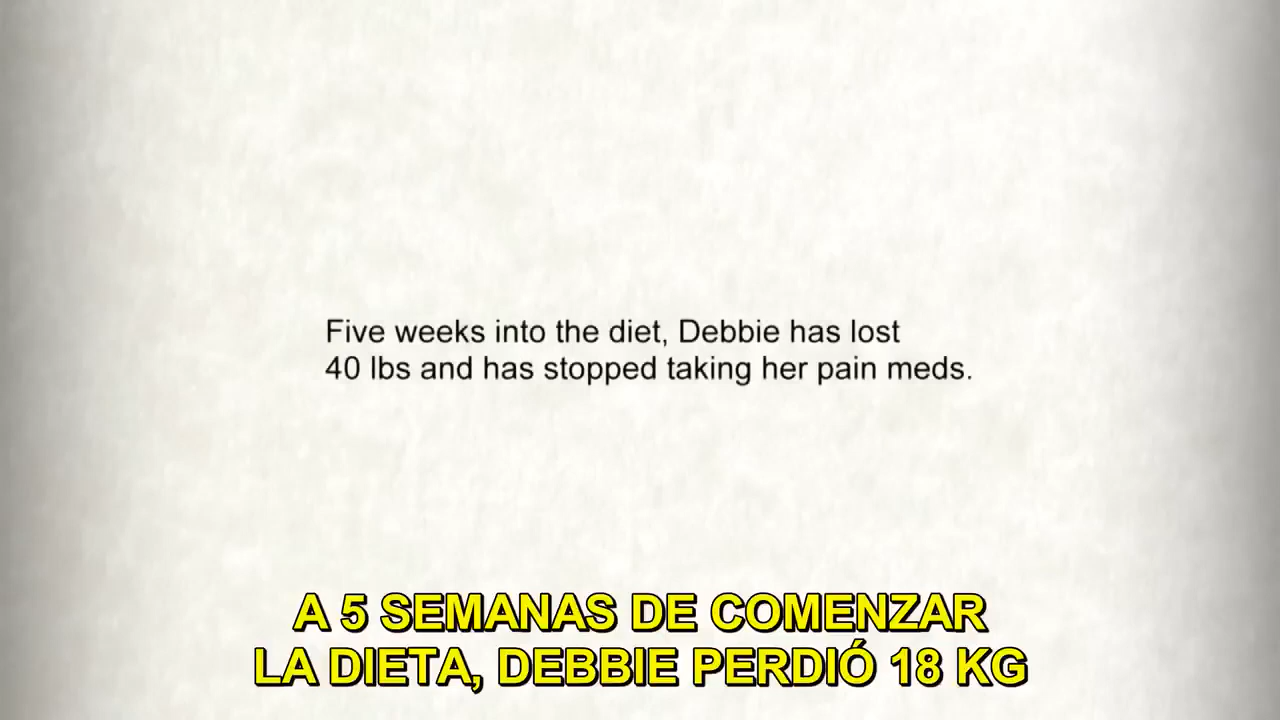 Five weeks into the diet, Debbie has lost
40 lbs and has stopped taking her pain meds.
A 5 SEMANAS DE COMENZAR
LA DIETA, DEBBIE PERDIÓ 18 KG